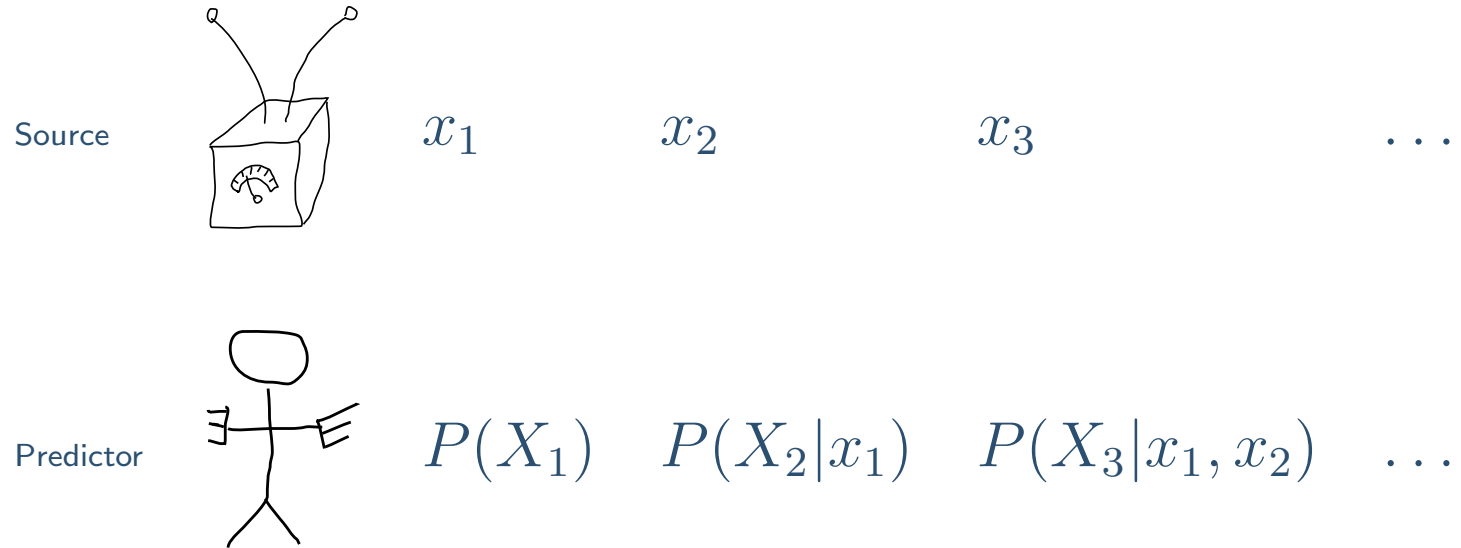 Source x₁ x₂ x₃ ...
Predictor P(X₁) P(X₂|x₁) P(X₃|x₁, x₂) ...